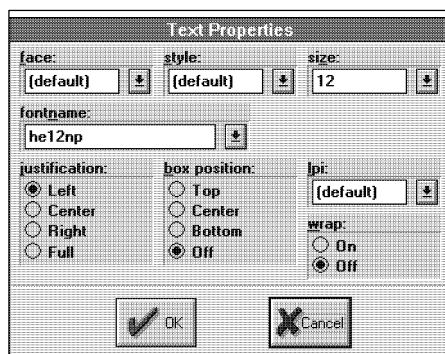 Text Properties
face: style: size:
(default) (default) 12
fontname:
he12np
justification: box position: lpi:
Left Top (default)
Center Center
Right Bottom wrap:
Full Off On
Off
OK Cancel